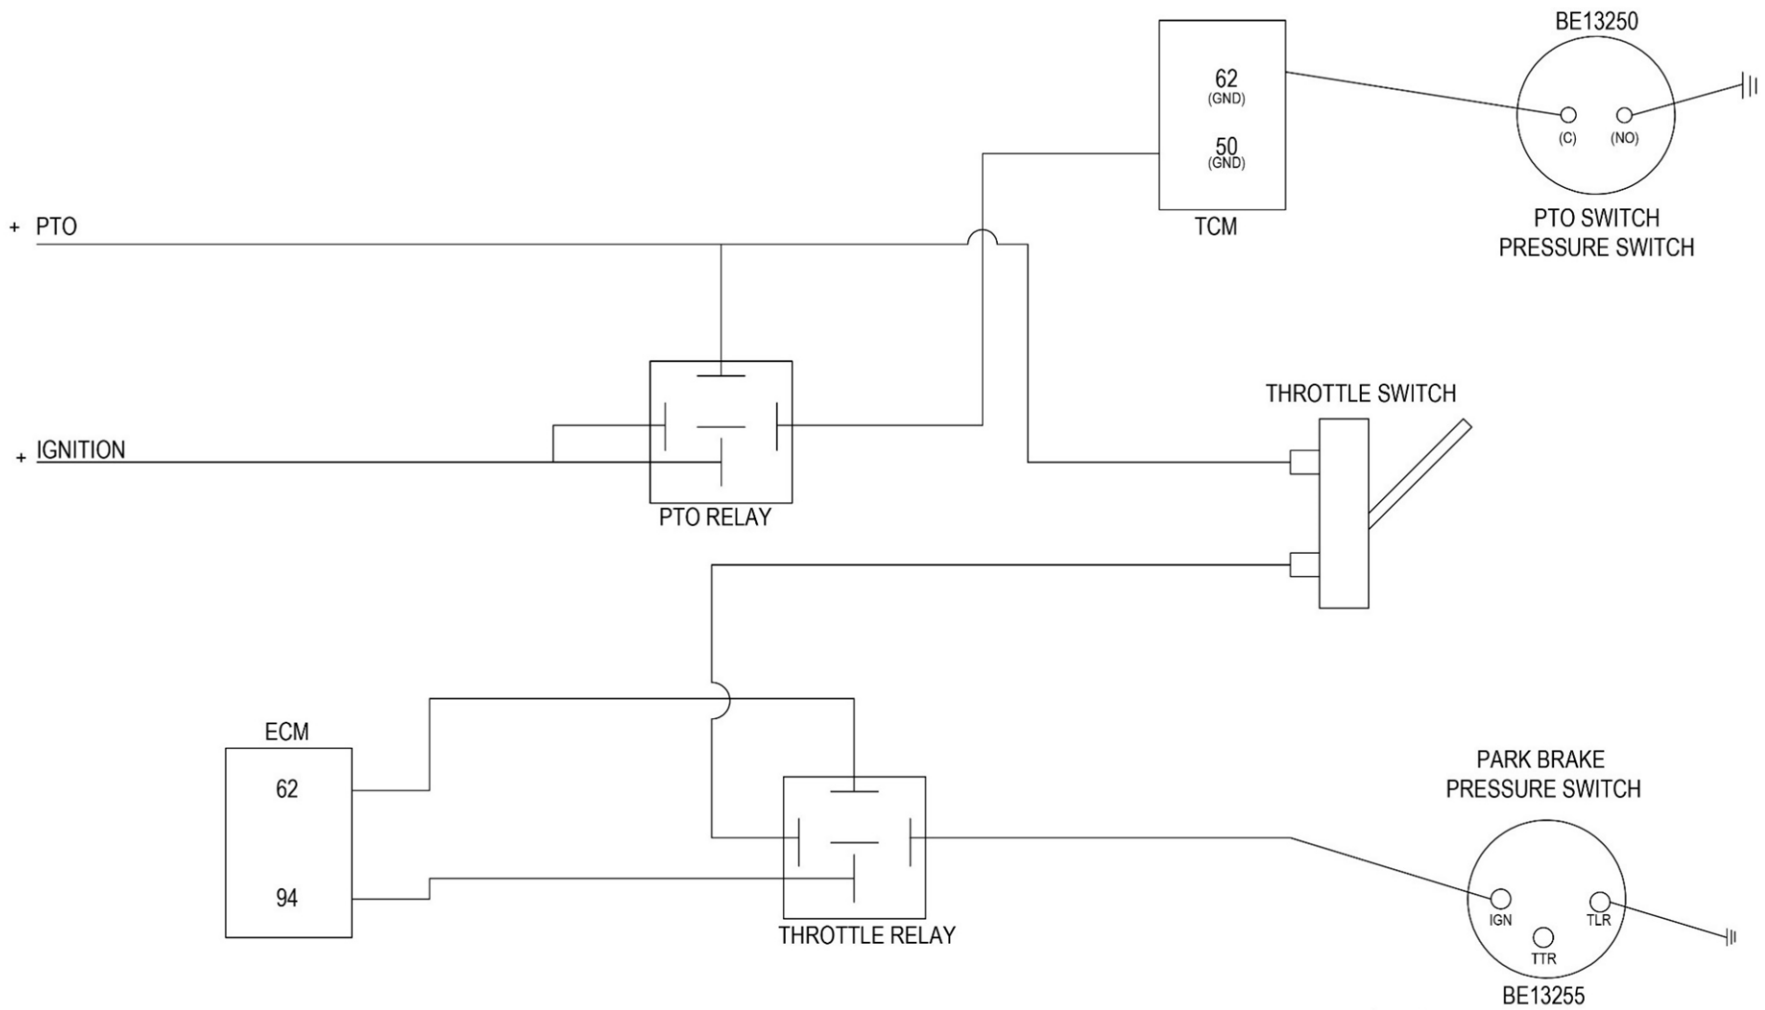 BE13250
62
(GND)
(C)
(NO)
50
(GND)
PTO SWITCH
PRESSURE SWITCH
TCM
+ PTO
THROTTLE SWITCH
+ IGNITION
PTO RELAY
ECM
62
94
THROTTLE RELAY
PARK BRAKE
PRESSURE SWITCH
IGN
TLR
TTR
BE13255